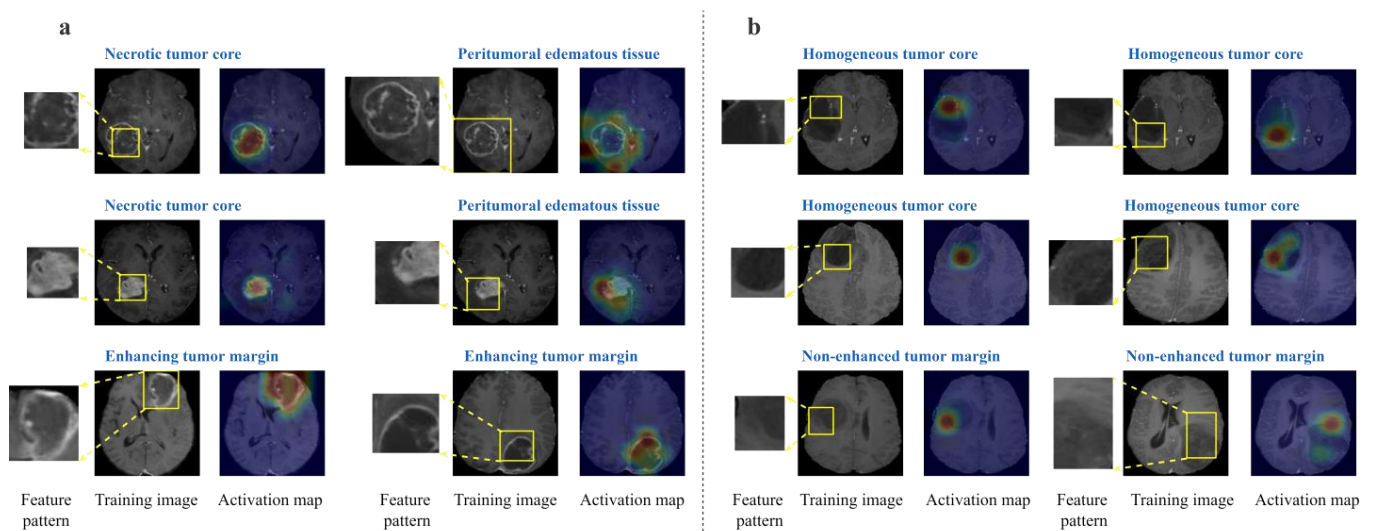 a
Necrotic tumor core
Peritumoral edematous tissue
Necrotic tumor core
Peritumoral edematous tissue
Enhancing tumor margin
Enhancing tumor margin
Feature
pattern
Training image
Activation map
Feature
pattern
Training image
Activation map
b
Homogeneous tumor core
Homogeneous tumor core
Homogeneous tumor core
Homogeneous tumor core
Non-enhanced tumor margin
Non-enhanced tumor margin
Feature
pattern
Training image
Activation map
Feature
pattern
Training image
Activation map